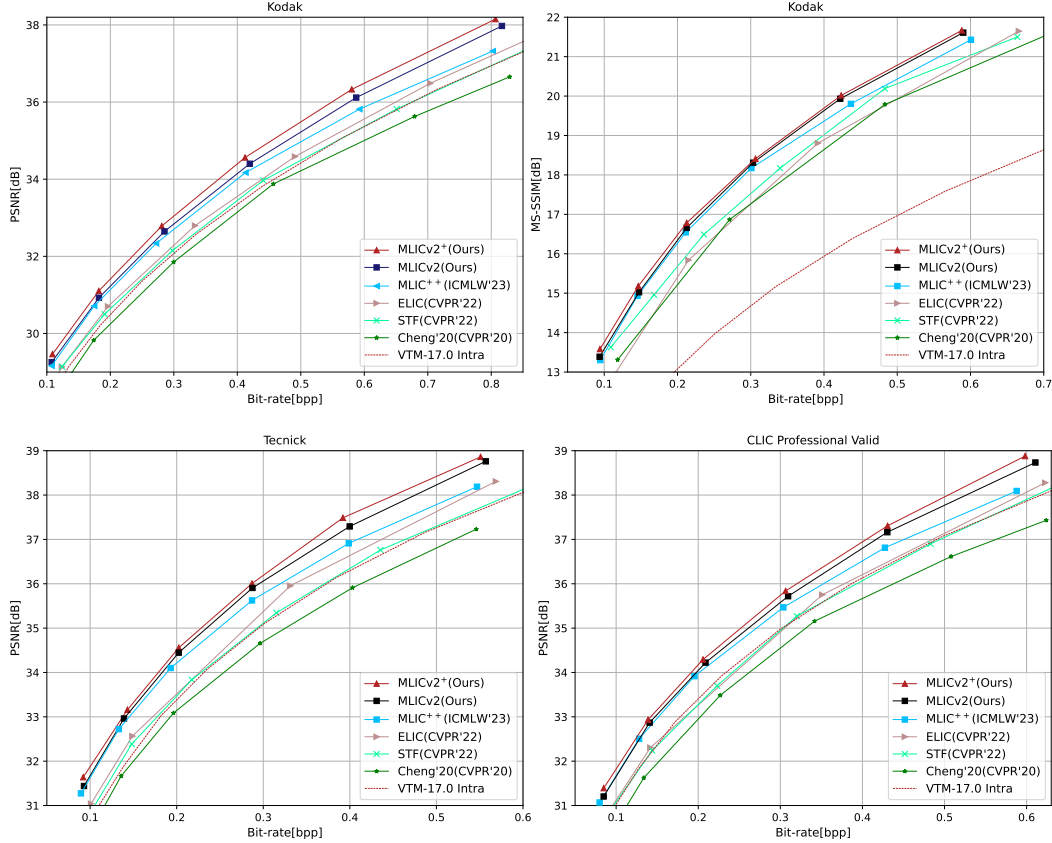 Kodak
38
36
34
32
30
PSNR[dB]
MLICv2+(Ours)
MLICv2(Ours)
MLIC++(ICMLW'23)
ELIC(CVPR'22)
STF(CVPR'22)
Cheng'20(CVPR'20)
VTM-17.0 Intra
0.1 0.2 0.3 0.4 0.5 0.6 0.7 0.8
Bit-rate[bpp]
Kodak
22
21
20
19
18
17
16
15
14
13
MS-SSIM[dB]
MLICv2+(Ours)
MLICv2(Ours)
MLIC++(ICMLW'23)
ELIC(CVPR'22)
STF(CVPR'22)
Cheng'20(CVPR'20)
VTM-17.0 Intra
0.1 0.2 0.3 0.4 0.5 0.6 0.7
Bit-rate[bpp]
Tecnick
39
38
37
36
35
34
33
32
31
PSNR[dB]
MLICv2+(Ours)
MLICv2(Ours)
MLIC++(ICMLW'23)
ELIC(CVPR'22)
STF(CVPR'22)
Cheng'20(CVPR'20)
VTM-17.0 Intra
0.1 0.2 0.3 0.4 0.5 0.6
Bit-rate[bpp]
CLIC Professional Valid
39
38
37
36
35
34
33
32
31
PSNR[dB]
MLICv2+(Ours)
MLICv2(Ours)
MLIC++(ICMLW'23)
ELIC(CVPR'22)
STF(CVPR'22)
Cheng'20(CVPR'20)
VTM-17.0 Intra
0.1 0.2 0.3 0.4 0.5 0.6
Bit-rate[bpp]